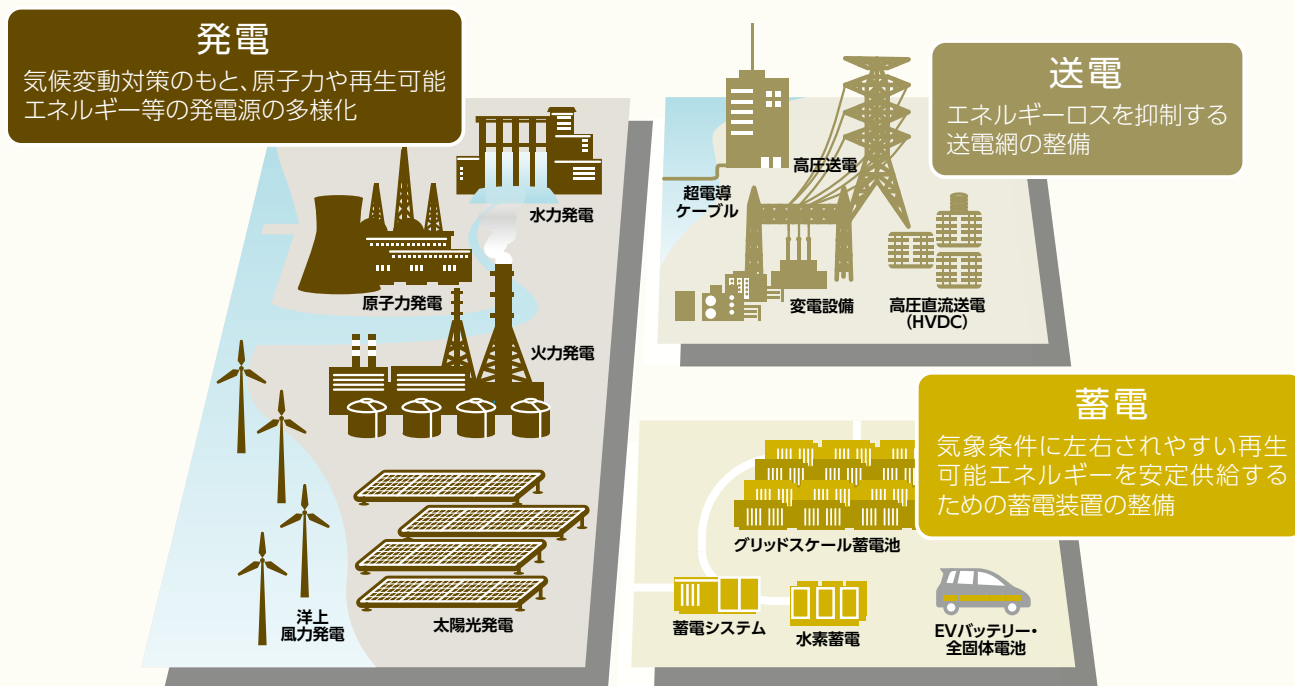 発電
気候変動対策のもと、原子力や再生可能
エネルギー等の発電源の多様化
水力発電
原子力発電
火力発電
洋上
風力発電
太陽光発電
送電
エネルギーロスを抑制する
送電網の整備
高圧送電
超電導
ケーブル
変電設備
高圧直流送電
(HVDC)
蓄電
気象条件に左右されやすい再生
可能エネルギーを安定供給する
ための蓄電装置の整備
グリッドスケール蓄電池
蓄電システム
水素蓄電
EVバッテリー・
全固体電池